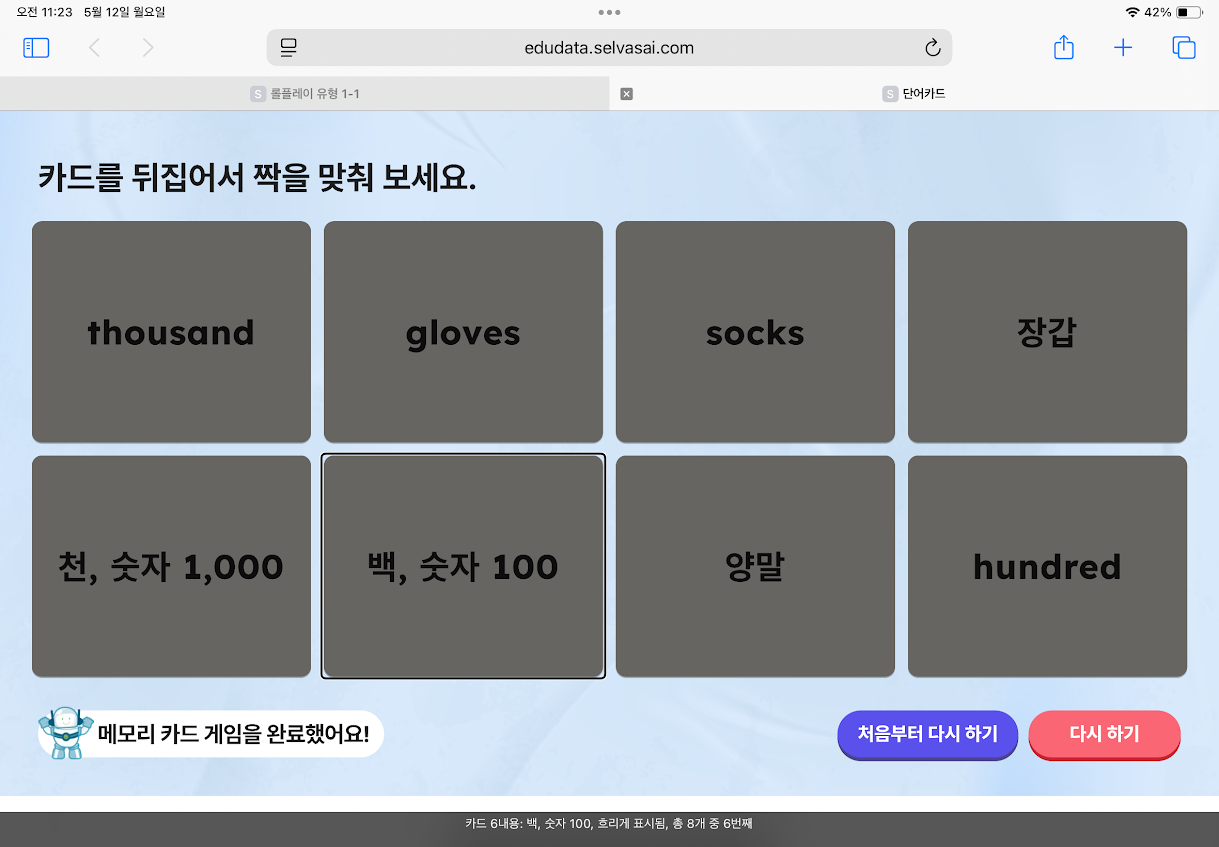 오전 11:23 5월 12일 월요일
42%
edudata.selvasai.com
S 롤플레이 유형 1-1
S 단어카드
카드를 뒤집어서 짝을 맞춰 보세요.
thousand
gloves
socks
장갑
천, 숫자 1,000
백, 숫자 100
양말
hundred
메모리 카드 게임을 완료했어요!
처음부터 다시 하기
다시 하기
카드 6내용: 백, 숫자 100, 흐리게 표시됨, 총 8개 중 6번째